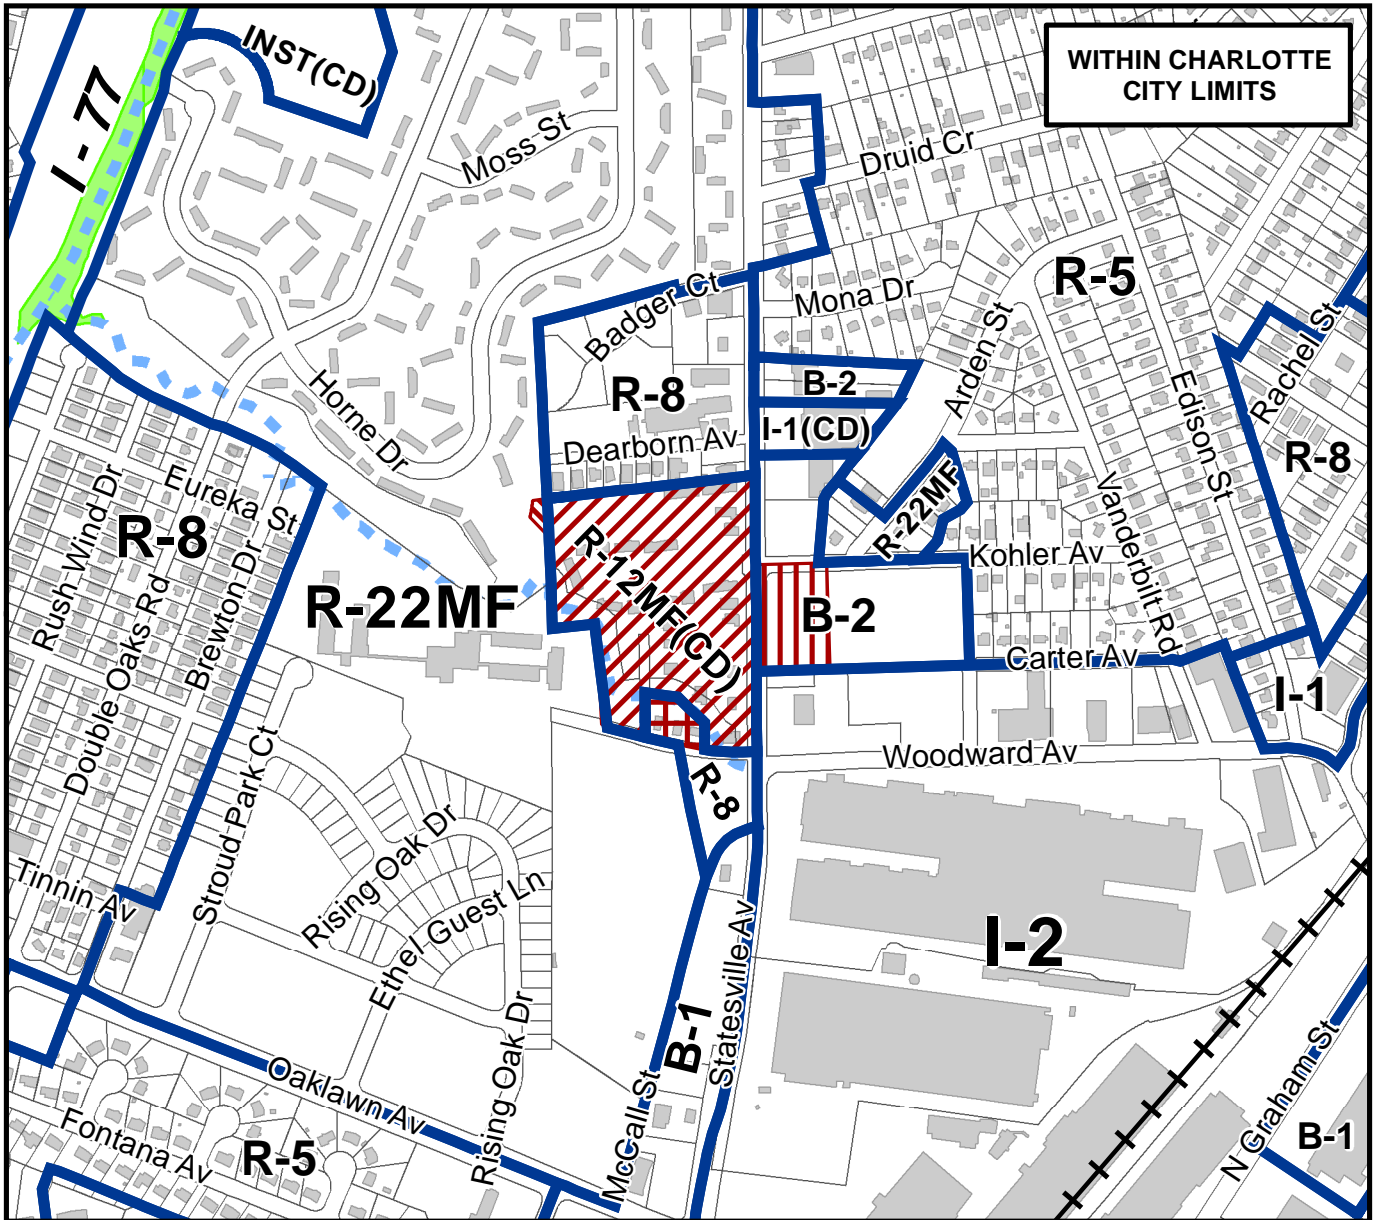 INST(CD)
WITHIN CHARLOTTE
CITY LIMITS
I - 77
Moss St
Druid Cr
R-5
Badger Ct
Mona Dr
Rachel St
Arden St
Horne Dr
B-2
Edison St
R-8
I-1(CD)
Dearborn Av
R-8
Eureka St
R-22MF
Vanderbilt Rd
Rush Wind Dr
R-8
Kohler Av
R-12MF(CD)
Brewton Dr
R-22MF
B-2
Double Oaks Rd
Carter Av
I-1
Stroud Park Ct
Woodward Av
R-8
Rising Oak Dr
Tinnin Av
Ethel Guest Ln
I-2
Statesville Av
B-1
Rising Oak Dr
Oaklawn Av
McCall St
N Graham St
Fontana Av
R-5
B-1